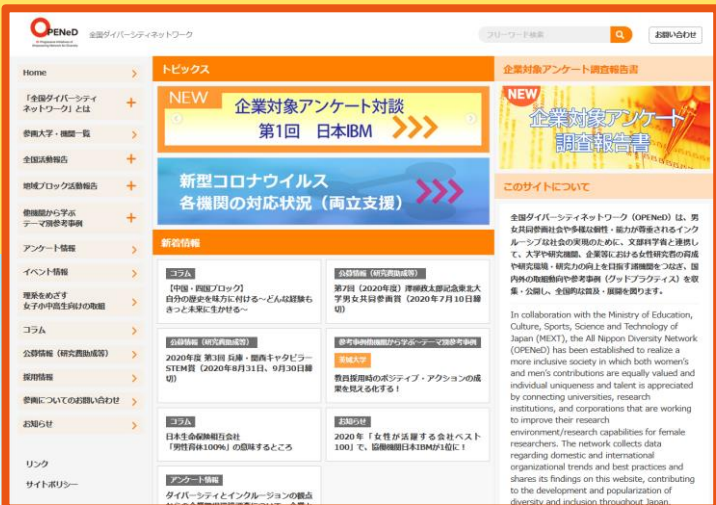 OPENeD
全国ダイバーシティネットワーク
フリーワード検索
お問い合わせ
Home
「全国ダイバーシティ
ネットワーク」とは
参画大学・機関一覧
全国活動報告
地域ブロック活動報告
他機関から学ぶ
テーマ別参考事例
アンケート情報
イベント情報
理系をめざす
女子小中高生向けの取組
コラム
公募情報(研究費助成等)
採用情報
参画についてのお問い合わせ
お知らせ
リンク
サイトポリシー
トピックス
NEW
企業対象アンケート対談
第1回 日本IBM
新型コロナウイルス
各機関の対応状況(両立支援)
新着情報
コラム
【中国・四国ブロック】
自分の歴史を味方に付ける～どんな経験も
きっと未来に生かせる～
公募情報(研究費助成等)
第7回(2020年度)澤柳政太郎記念東北大
学男女共同参画賞(2020年7月10日締
切)
公募情報(研究費助成等)
2020年度 第3回 兵庫・関西キャタピラー
STEM賞(2020年8月31日、9月30日締
切)
参考事例他機関から学ぶ～テーマ別参考事例
茨城大学
教員採用時のポジティブ・アクションの成
果を見える化する!
コラム
日本生命保険相互会社
「男性育休100%」の意味するところ
お知らせ
2020年「女性が活躍する会社ベスト
100」で、協働機関日本IBMが1位に!
アンケート情報
ダイバーシティとインクルージョンの観点
企業対象アンケート調査報告書
NEW
企業対象アンケート
調査報告書
このサイトについて
全国ダイバーシティネットワーク(OPENeD)は、男
女共同参画社会や多様な個性・能力が尊重されるインク
ルーシブな社会の実現のために、文部科学省と連携し
て、大学や研究機関、企業等における女性研究者の育成
や研究環境・研究力の向上を目指す諸機関をつなぎ、国
内外の取組動向や参考事例(グッドプラクティス)を収
集・公開し、全国的な普及・展開を図ります。
In collaboration with the Ministry of Education,
Culture, Sports, Science and Technology of
Japan (MEXT), the All Nippon Diversity Network
(OPENeD) has been established to realize a
more inclusive society in which both women's
and men's contributions are equally valued and
individual uniqueness and talent is appreciated
by connecting universities, research
institutions, and corporations that are working
to improve their research
environment/research capabilities for female
researchers. The network collects data
regarding domestic and international
organizational trends and best practices and
shares its findings on this website, contributing
to the development and popularization of
diversity and inclusion throughout Japan.